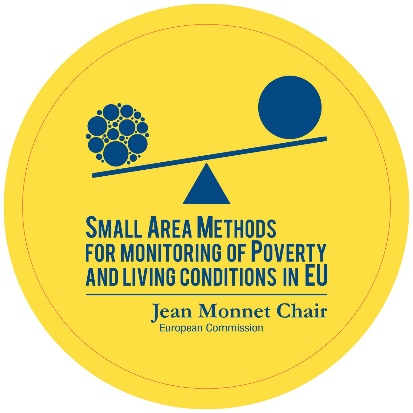 Small Area Methods
for monitoring of Poverty
and living conditions in EU
Jean Monnet Chair
European Commission